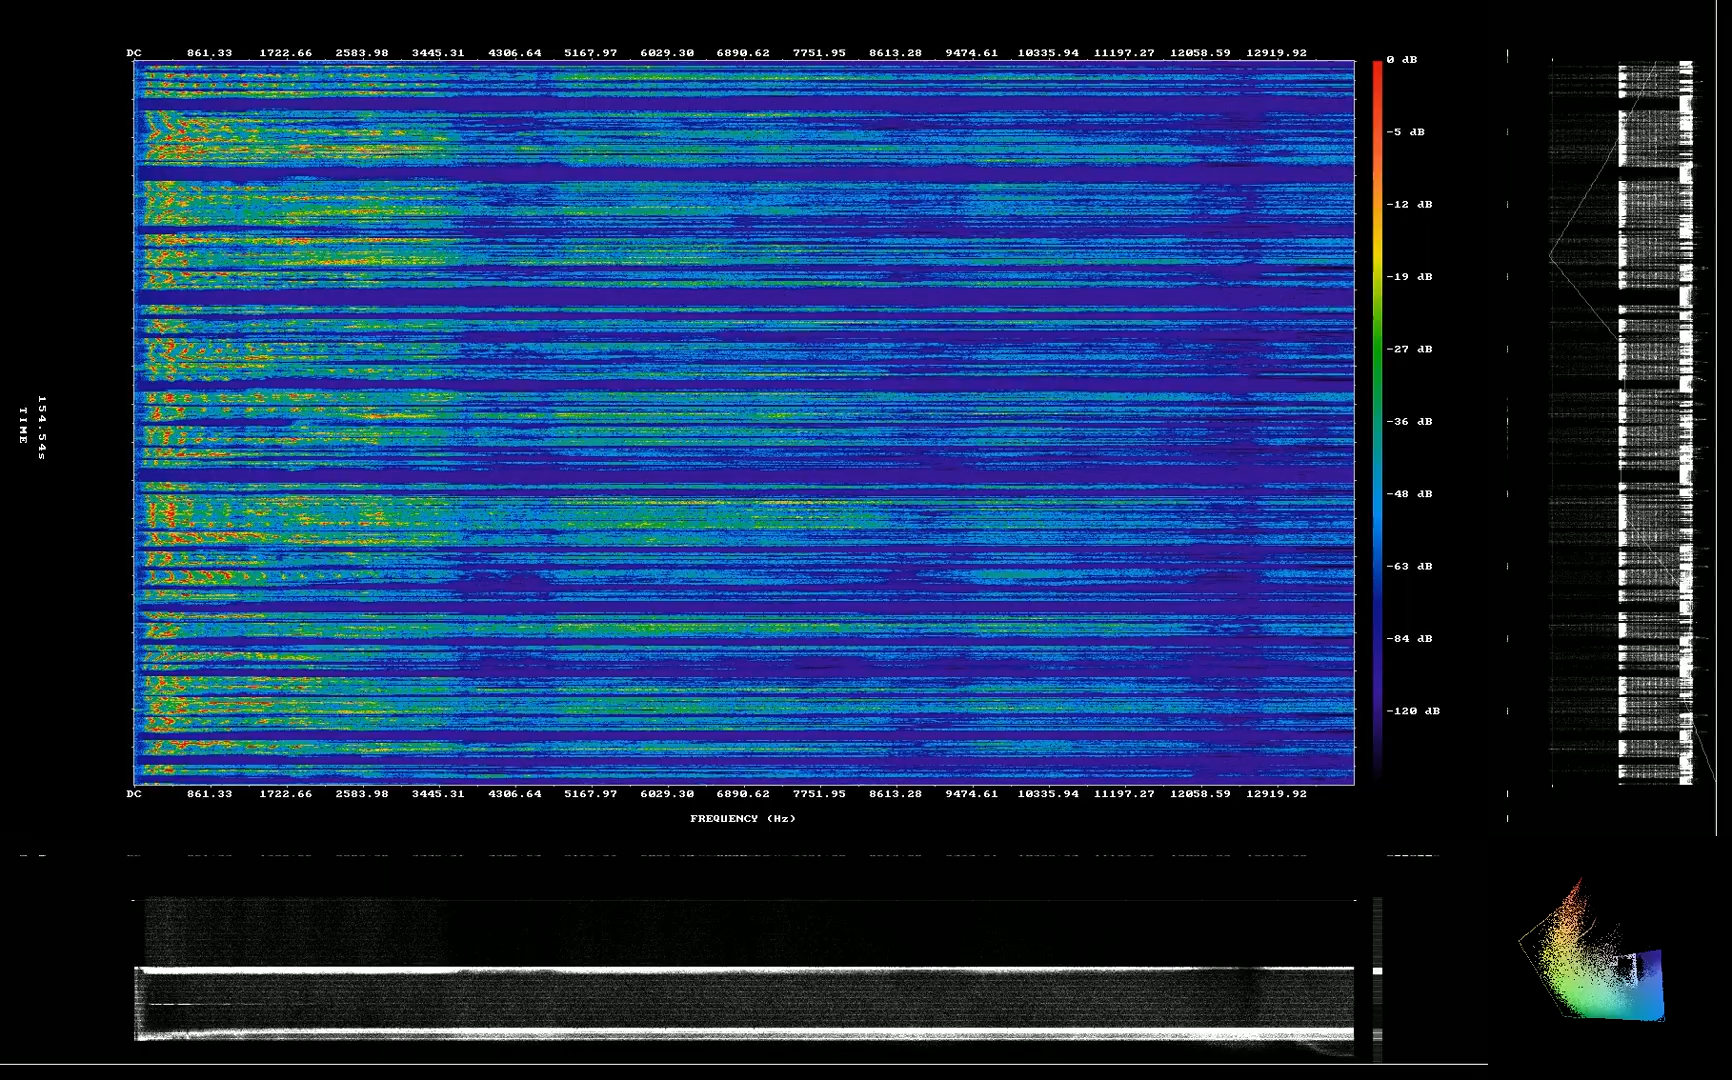 DC 861.33 1722.66 2583.98 3445.31 4306.64 5167.97 6029.30 6890.62 7751.95 8613.28 9474.61 10335.94 11197.27 12058.59 12919.92
0 dB
-5 dB
-12 dB
-19 dB
-27 dB
-36 dB
-48 dB
-63 dB
-84 dB
-120 dB
TIME
154.54s
DC 861.33 1722.66 2583.98 3445.31 4306.64 5167.97 6029.30 6890.62 7751.95 8613.28 9474.61 10335.94 11197.27 12058.59 12919.92
FREQUENCY (Hz)